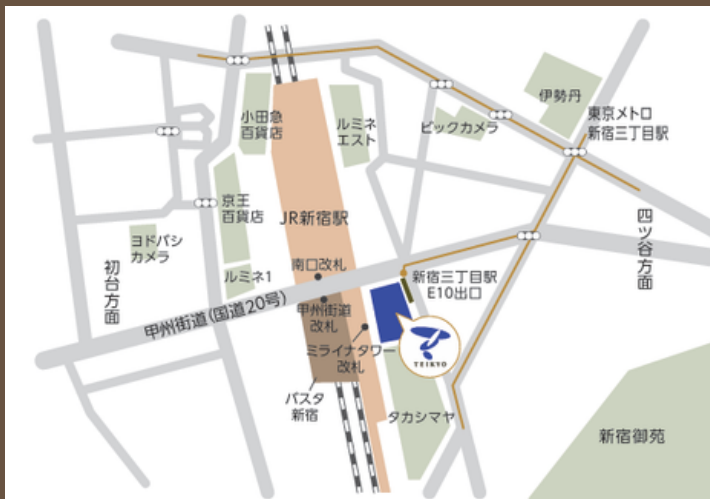 小田急
百貨店
ルミネ
エスト
ビックカメラ
伊勢丹
東京メトロ
新宿三丁目駅
京王
百貨店
JR新宿駅
四ツ谷方面
ヨドバシ
カメラ
初台方面
ルミネ1
南口改札
新宿三丁目駅
E10出口
甲州街道(国道20号)
甲州街道
改札
ミライナタワー
改札
TEIKYO
バスタ
新宿
タカシマヤ
新宿御苑